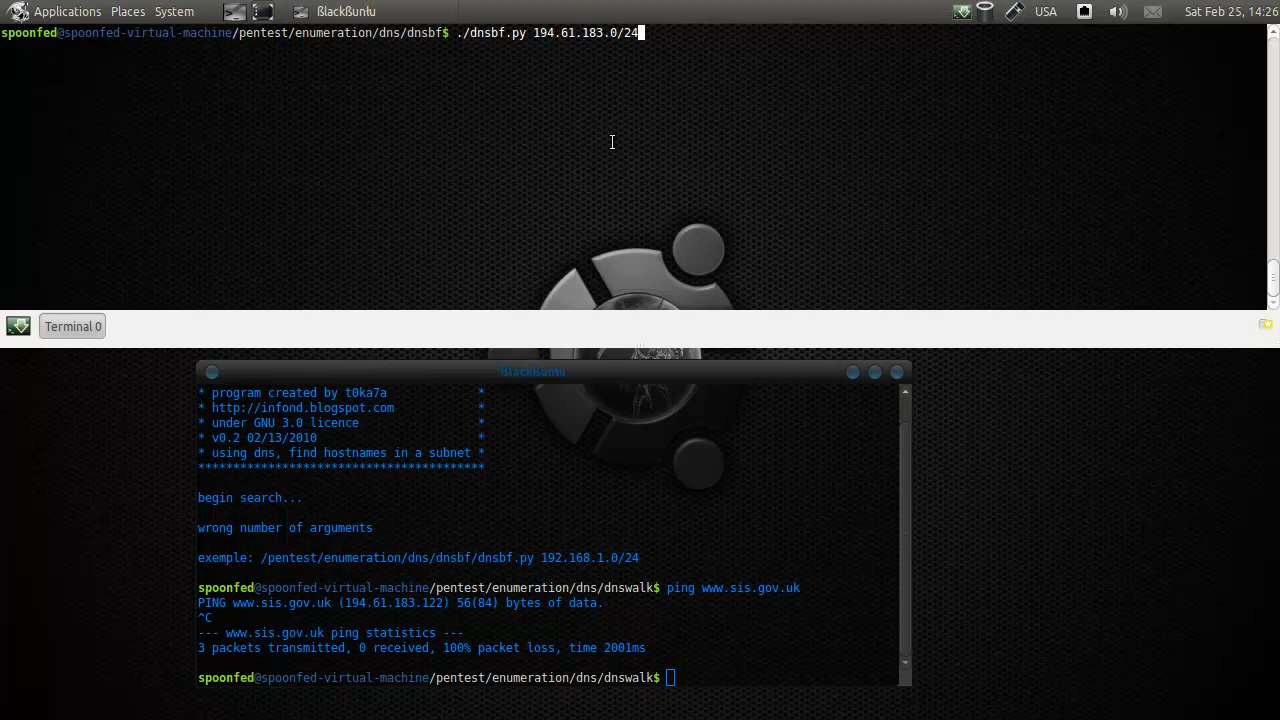 Applications Places System ßlackßuntu USA Sat Feb 25, 14:26
spoonfed@spoonfed-virtual-machine/pentest/enumeration/dns/dnsbf$ ./dnsbf.py 194.61.183.0/24
Terminal 0
ßlackßuntu
* program created by t0ka7a *
* http://infond.blogspot.com *
* under GNU 3.0 licence *
* v0.2 02/13/2010 *
* using dns, find hostnames in a subnet *
*****************************************
begin search...
wrong number of arguments
exemple: /pentest/enumeration/dns/dnsbf/dnsbf.py 192.168.1.0/24
spoonfed@spoonfed-virtual-machine/pentest/enumeration/dns/dnswalk$ ping www.sis.gov.uk
PING www.sis.gov.uk (194.61.183.122) 56(84) bytes of data.
^C
--- www.sis.gov.uk ping statistics ---
3 packets transmitted, 0 received, 100% packet loss, time 2001ms
spoonfed@spoonfed-virtual-machine/pentest/enumeration/dns/dnswalk$